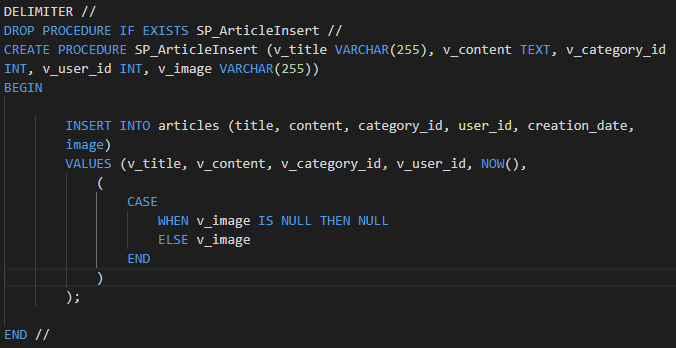 DELIMITER //
DROP PROCEDURE IF EXISTS SP_ArticleInsert //
CREATE PROCEDURE SP_ArticleInsert (v_title VARCHAR(255), v_content TEXT, v_category_id
INT, v_user_id INT, v_image VARCHAR(255))
BEGIN
INSERT INTO articles (title, content, category_id, user_id, creation_date,
image)
VALUES (v_title, v_content, v_category_id, v_user_id, NOW(),
(
CASE
WHEN v_image IS NULL THEN NULL
ELSE v_image
END
)
);
END //